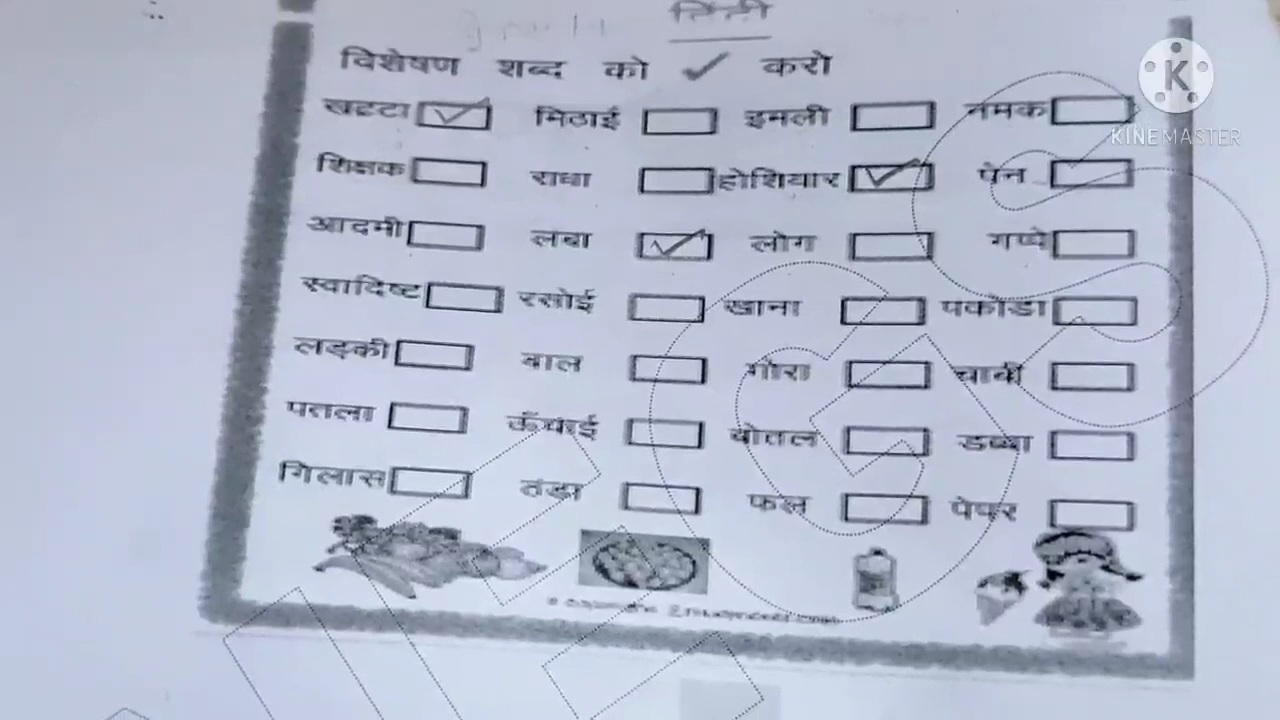 हिन्दी
विशेषण शब्द को ✓ करो
खट्टा मिठाई इमली नमक
शिक्षक राधा होशियार पेन
आदमी लंबा लोग गप्पे
स्वादिष्ट रसोई खाना पकोडा
लड्की बाल गोरा चाबी
पतला ऊँचाई बोतल डब्बा
गिलास ठंडा फल पेपर
K
KINEMASTER